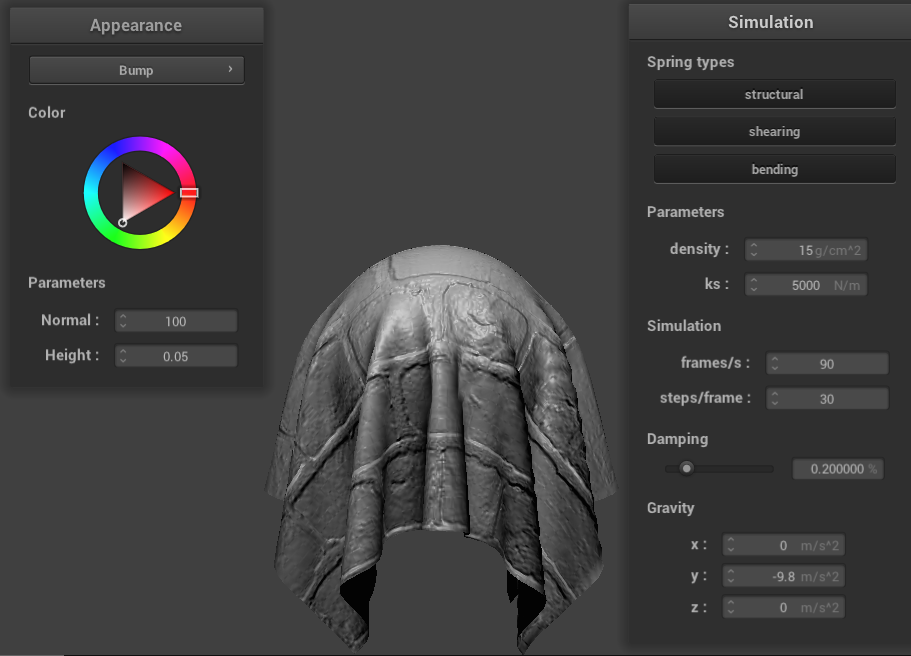 Appearance
Bump ›
Color
Parameters
Normal : 100
Height : 0.05
Simulation
Spring types
structural
shearing
bending
Parameters
density : 15 g/cm^2
ks : 5000 N/m
Simulation
frames/s : 90
steps/frame : 30
Damping
0.200000 %
Gravity
x : 0 m/s^2
y : -9.8 m/s^2
z : 0 m/s^2